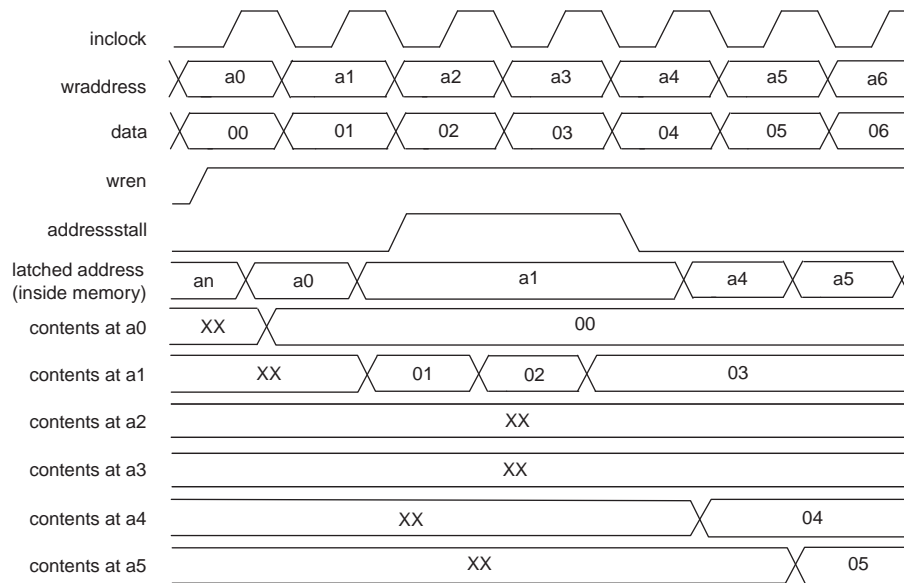 inclock
wraddress a0 a1 a2 a3 a4 a5 a6
data 00 01 02 03 04 05 06
wren
addressstall
latched address
(inside memory) an a0 a1 a4 a5
contents at a0 XX 00
contents at a1 XX 01 02 03
contents at a2 XX
contents at a3 XX
contents at a4 XX 04
contents at a5 XX 05